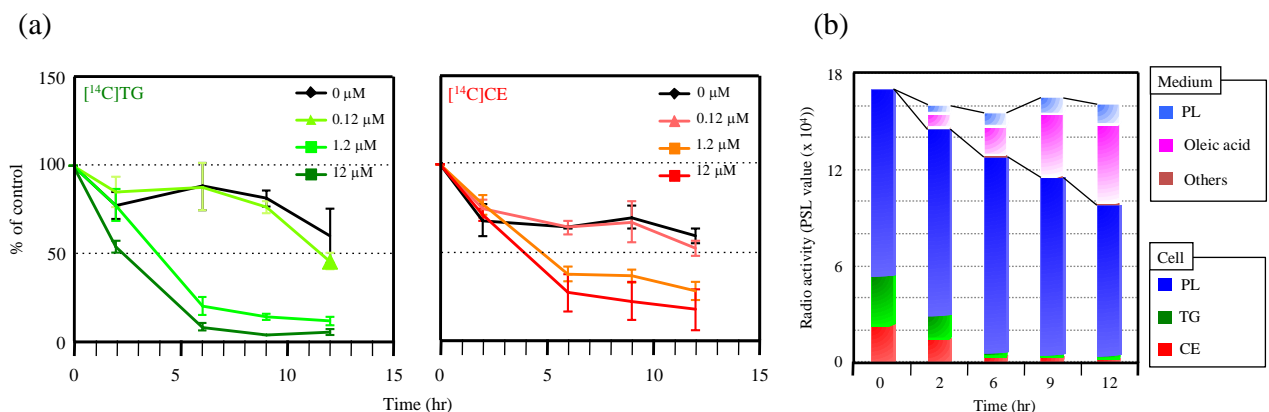 (a)
(b)
150
100
50
0
% of control
[¹⁴C]TG
0 μM
0.12 μM
1.2 μM
12 μM
0
5
10
15
[¹⁴C]CE
0 μM
0.12 μM
1.2 μM
12 μM
0
5
10
15
Time (hr)
18
12
6
0
Radio activity (PSL value (x 10⁴))
0
2
6
9
12
Time (hr)
Medium
PL
Oleic acid
Others
Cell
PL
TG
CE